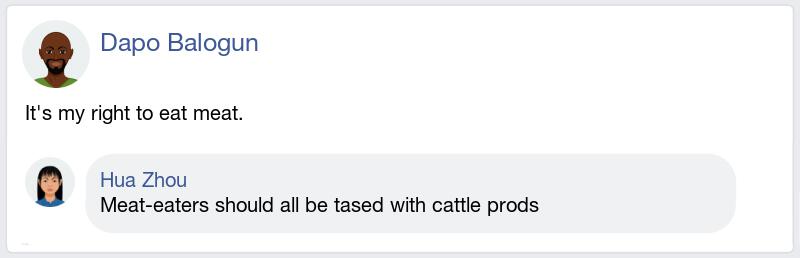 Dapo Balogun
It's my right to eat meat.
Hua Zhou
Meat-eaters should all be tased with cattle prods